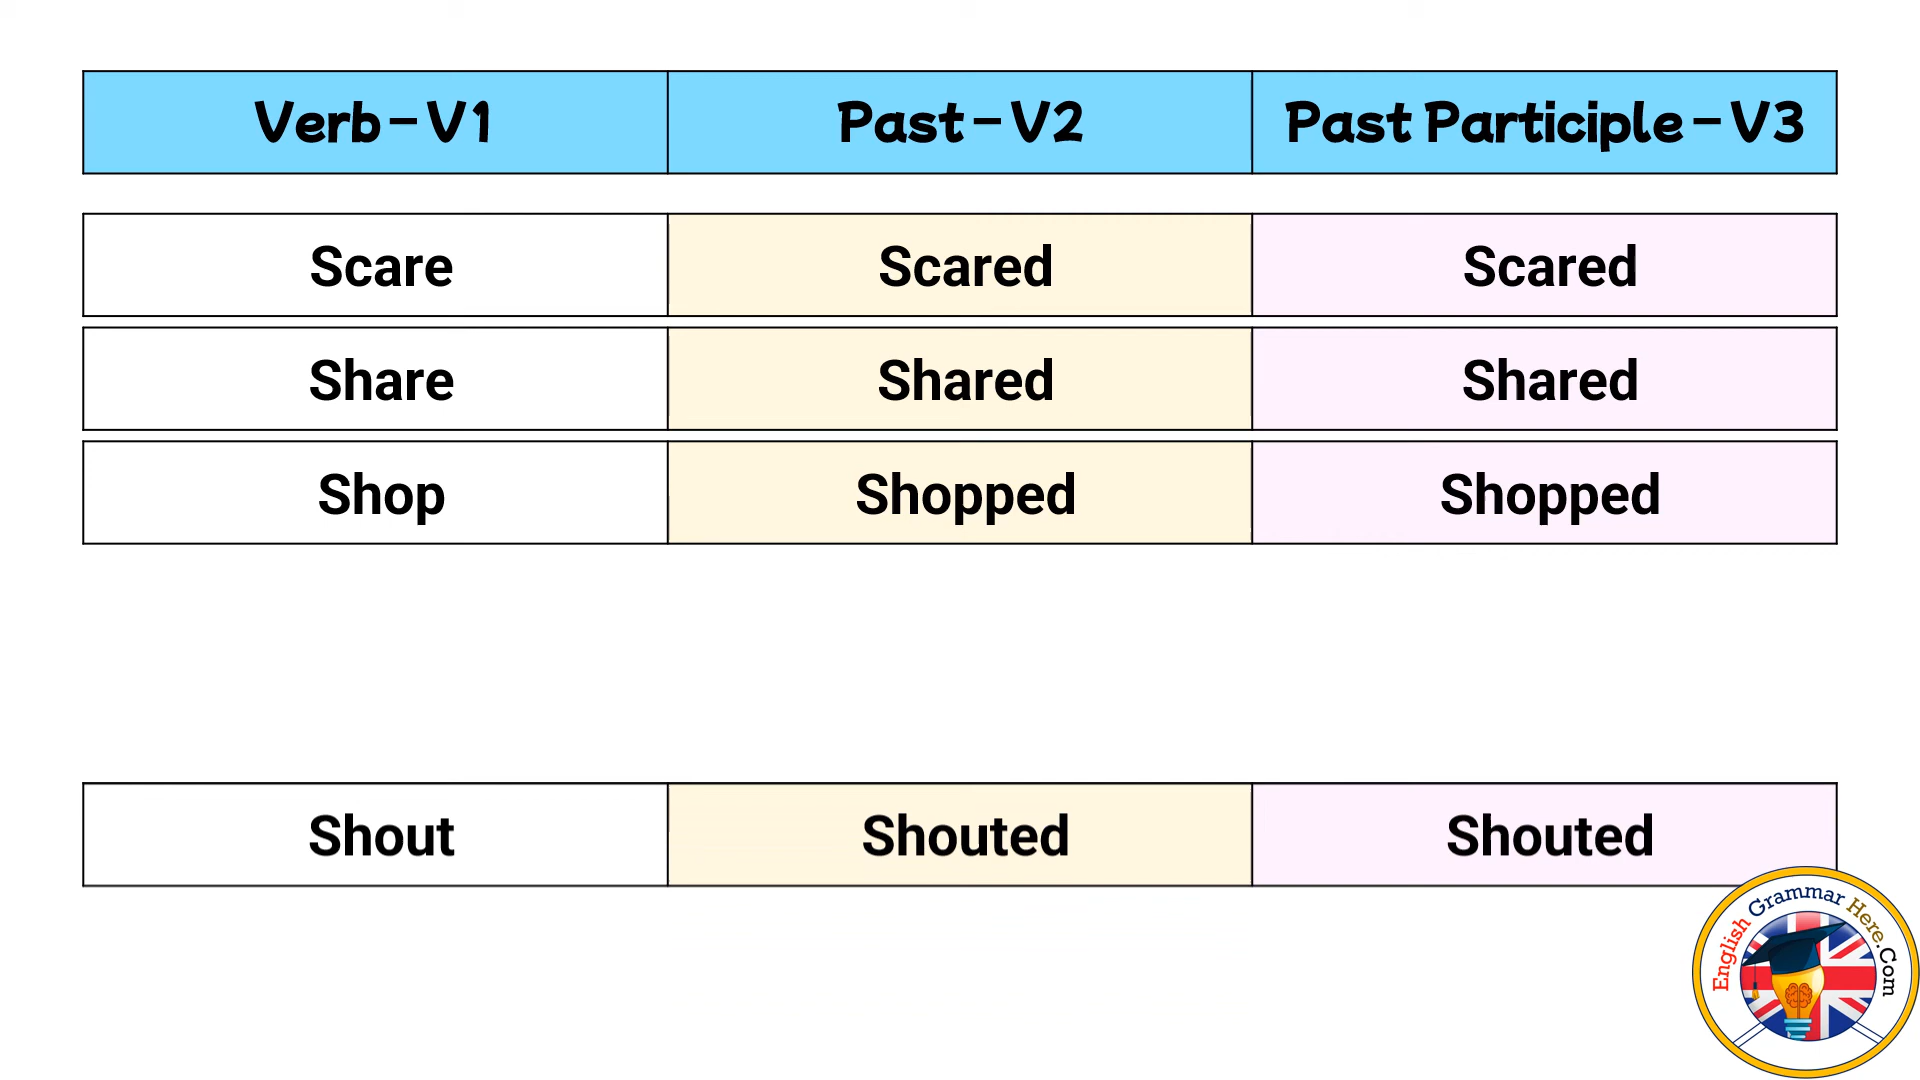 Verb – V1 Past – V2 Past Participle – V3
Scare Scared Scared
Share Shared Shared
Shop Shopped Shopped
Shout Shouted Shouted
English Grammar Here.Com